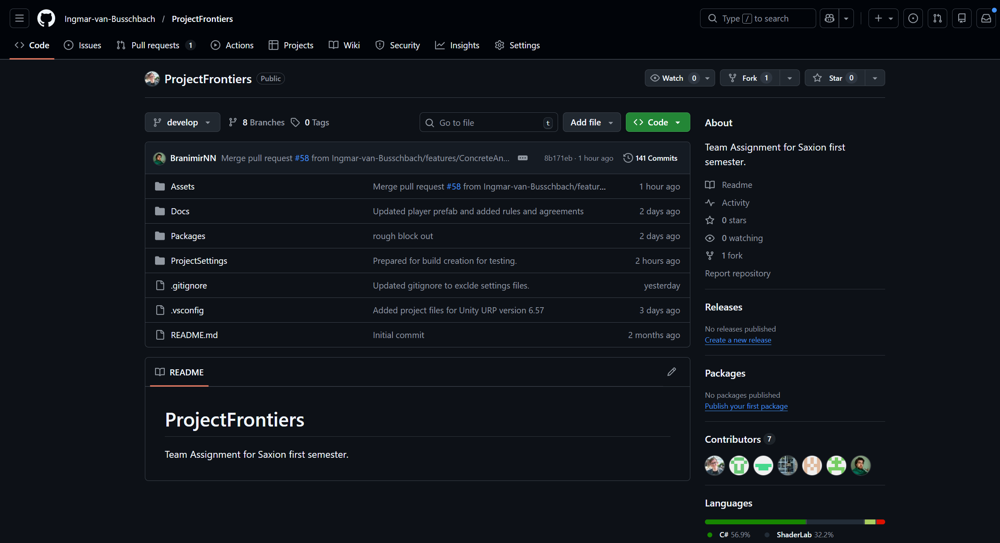 Ingmar-van-Busschbach / ProjectFrontiers
Type / to search
Code
Issues
Pull requests 1
Actions
Projects
Wiki
Security
Insights
Settings
ProjectFrontiers Public
Watch 0
Fork 1
Star 0
develop
8 Branches
0 Tags
Go to file t
Add file
Code
BranimirNN Merge pull request #58 from Ingmar-van-Busschbach/features/ConcreteAn... 8b171eb · 1 hour ago 141 Commits
Assets Merge pull request #58 from Ingmar-van-Busschbach/featur... 1 hour ago
Docs Updated player prefab and added rules and agreements 2 days ago
Packages rough block out 2 days ago
ProjectSettings Prepared for build creation for testing. 2 hours ago
.gitignore Updated gitignore to exclde settings files. yesterday
.vsconfig Added project files for Unity URP version 6.57 3 days ago
README.md Initial commit 2 months ago
README
ProjectFrontiers
Team Assignment for Saxion first semester.
About
Team Assignment for Saxion first
semester.
Readme
Activity
0 stars
0 watching
1 fork
Report repository
Releases
No releases published
Create a new release
Packages
No packages published
Publish your first package
Contributors 7
Languages
C# 56.9% ShaderLab 32.2%